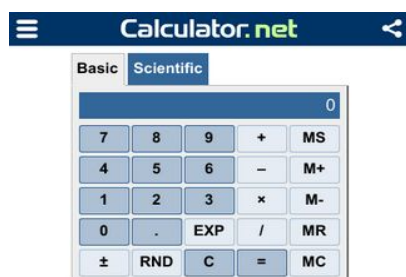 Calculator.net
Basic Scientific
0
7 8 9 + MS
4 5 6 – M+
1 2 3 × M-
0 . EXP / MR
± RND C = MC